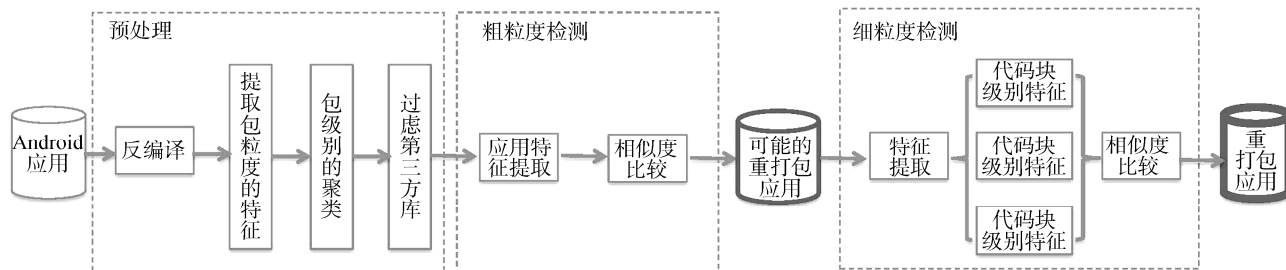 预处理
粗粒度检测
细粒度检测
Android
应用
反编译
提取包粒度的特征
包级别的聚类
过虑第三方库
应用特
征提取
相似度
比较
可能的
重打包
应用
特征
提取
代码块
级别特征
代码块
级别特征
代码块
级别特征
相似度
比较
重
打包
应用